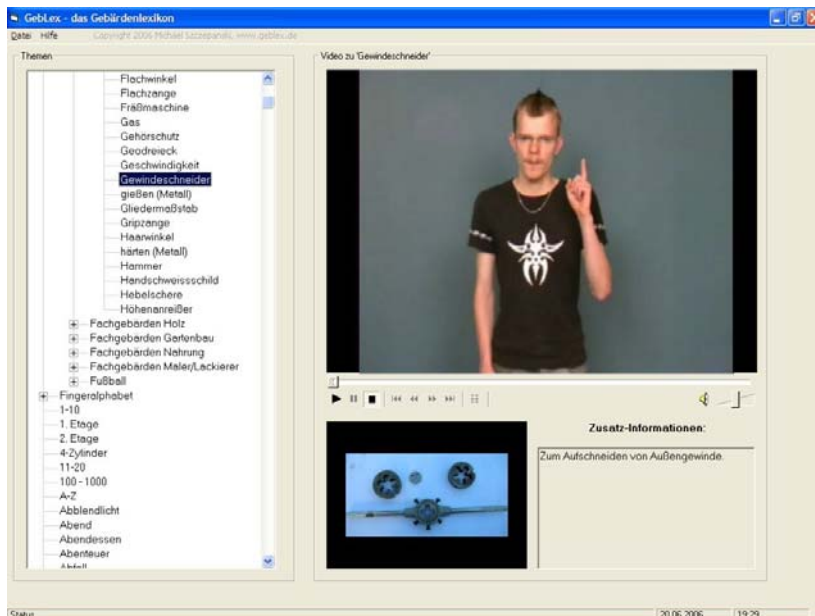 GebLex - das Gebärdenlexikon
Datei Hilfe Copyright 2006 Michael Szczepanski, www.geblex.de
Themen
Flachwinkel
Flachzange
Fräßmaschine
Gas
Gehörschutz
Geodreieck
Geschwindigkeit
Gewindeschneider
gießen (Metall)
Gliedermaßstab
Gripzange
Haarwinkel
härten (Metall)
Hammer
Handschweissschild
Hebelschere
Höhenanreißer
Fachgebärden Holz
Fachgebärden Gartenbau
Fachgebärden Nahrung
Fachgebärden Maler/Lackierer
Fußball
Fingeralphabet
1-10
1. Etage
2. Etage
4-Zylinder
11-20
100 - 1000
A-Z
Abblendlicht
Abend
Abendessen
Abenteuer
Abfall
Video zu 'Gewindeschneider'
Zusatz-Informationen:
Zum Aufschneiden von Außengewinde.
Status
20.06.2006 19:29